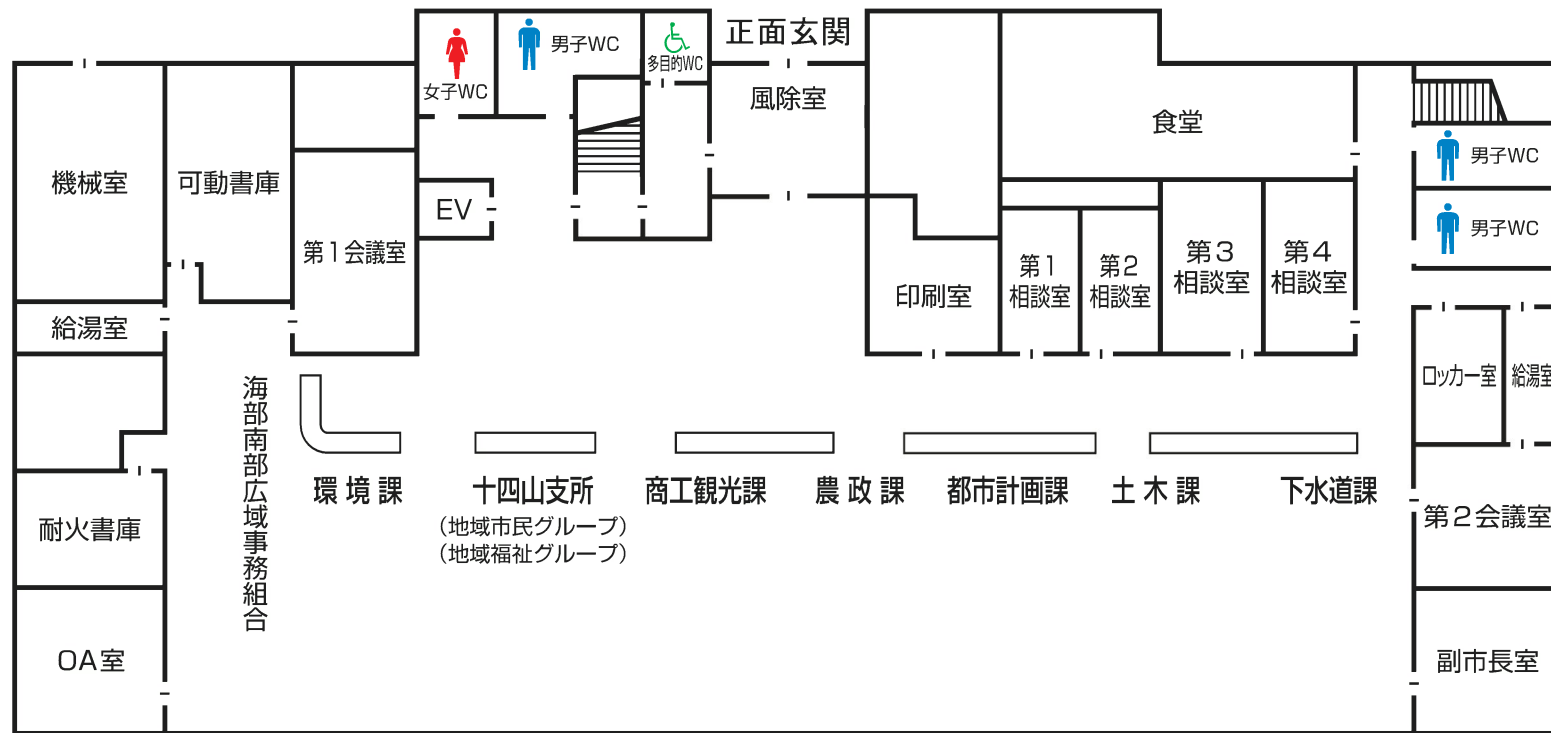 正面玄関
男子WC
多目的WC
女子WC
風除室
食堂
男子WC
機械室
可動書庫
EV
男子WC
第１会議室
第１
相談室
第２
相談室
第３
相談室
第４
相談室
印刷室
給湯室
ロッカー室
給湯室
海部南部広域事務組合
環境課
十四山支所
（地域市民グループ）
（地域福祉グループ）
商工観光課
農政課
都市計画課
土木課
下水道課
耐火書庫
第２会議室
OA室
副市長室